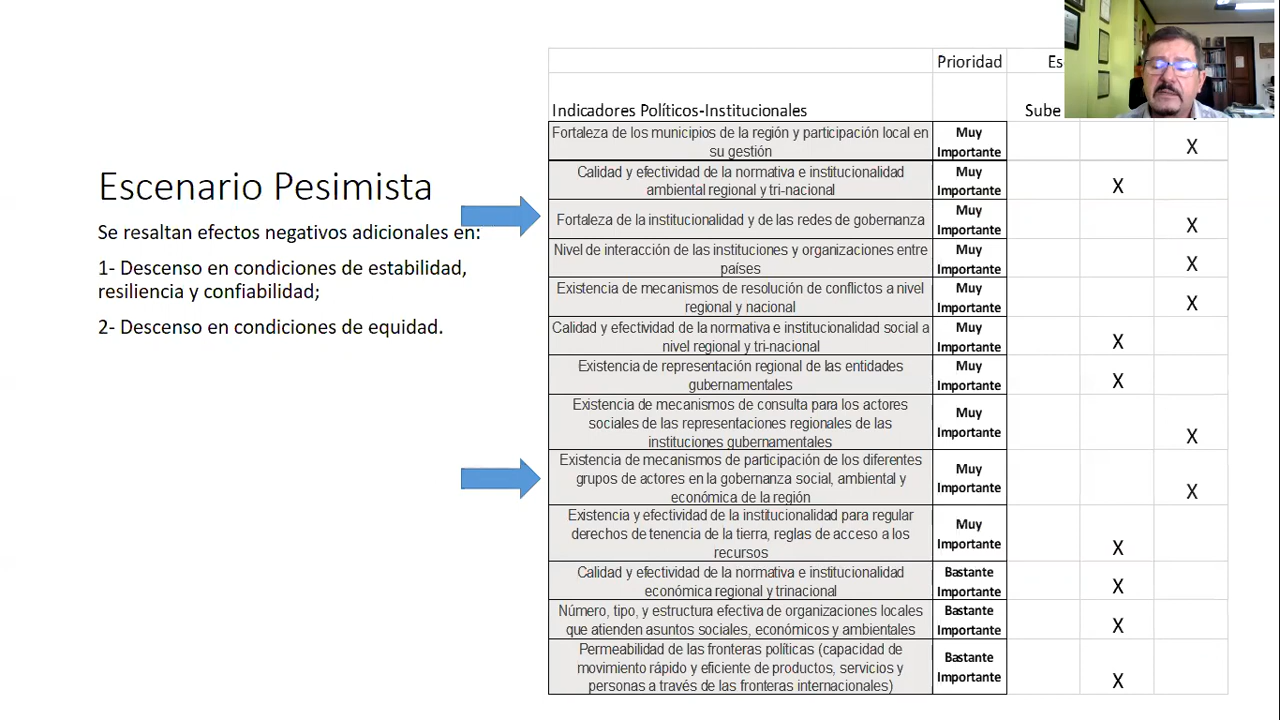 Escenario Pesimista
Se resaltan efectos negativos adicionales en:
1- Descenso en condiciones de estabilidad,
resiliencia y confiabilidad;
2- Descenso en condiciones de equidad.
Prioridad
Indicadores Políticos-Institucionales
Sube
Fortaleza de los municipios de la región y participación local en
su gestión
Muy
Importante
X
Calidad y efectividad de la normativa e institucionalidad
ambiental regional y tri-nacional
Muy
Importante
X
Fortaleza de la institucionalidad y de las redes de gobernanza
Muy
Importante
X
Nivel de interacción de las instituciones y organizaciones entre
países
Muy
Importante
X
Existencia de mecanismos de resolución de conflictos a nivel
regional y nacional
Muy
Importante
X
Calidad y efectividad de la normativa e institucionalidad social a
nivel regional y tri-nacional
Muy
Importante
X
Existencia de representación regional de las entidades
gubernamentales
Muy
Importante
X
Existencia de mecanismos de consulta para los actores
sociales de las representaciones regionales de las
instituciones gubernamentales
Muy
Importante
X
Existencia de mecanismos de participación de los diferentes
grupos de actores en la gobernanza social, ambiental y
económica de la región
Muy
Importante
X
Existencia y efectividad de la institucionalidad para regular
derechos de tenencia de la tierra, reglas de acceso a los
recursos
Muy
Importante
X
Calidad y efectividad de la normativa e institucionalidad
económica regional y trinacional
Bastante
Importante
X
Número, tipo, y estructura efectiva de organizaciones locales
que atienden asuntos sociales, económicos y ambientales
Bastante
Importante
X
Permeabilidad de las fronteras políticas (capacidad de
movimiento rápido y eficiente de productos, servicios y
personas a través de las fronteras internacionales)
Bastante
Importante
X